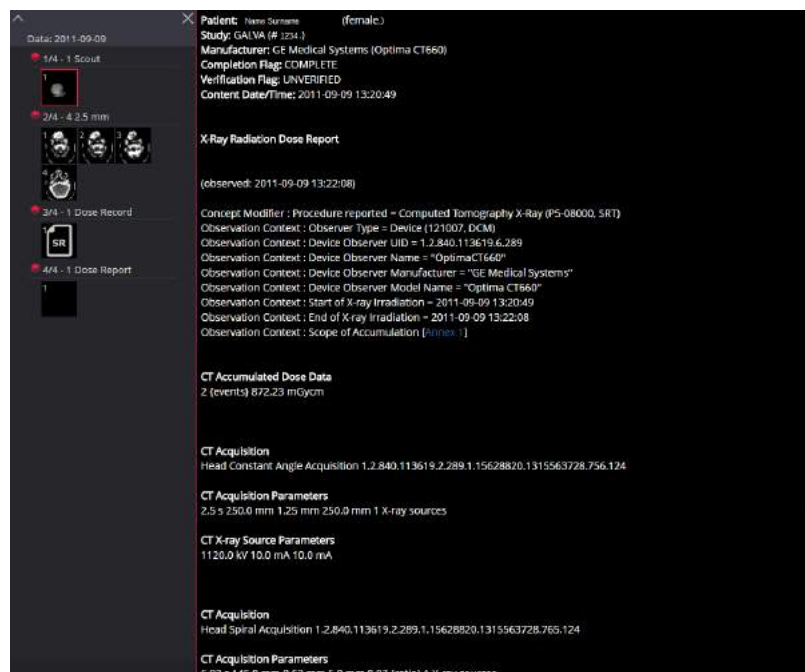 Data: 2011-09-09
1/4 - 1 Scout
1
2/4 - 4 2.5 mm
1 2 3
4
3/4 - 1 Dose Record
1
SR
4/4 - 1 Dose Report
1
Patient: Name Surname (female,)
Study: GALVA (# 1234 .)
Manufacturer: GE Medical Systems (Optima CT660)
Completion Flag: COMPLETE
Verification Flag: UNVERIFIED
Content Date/Time: 2011-09-09 13:20:49
X-Ray Radiation Dose Report
(observed: 2011-09-09 13:22:08)
Concept Modifier : Procedure reported = Computed Tomography X-Ray (P5-08000, SRT)
Observation Context : Observer Type = Device (121007, DCM)
Observation Context : Device Observer UID = 1.2.840.113619.6.289
Observation Context : Device Observer Name = "OptimaCT660"
Observation Context : Device Observer Manufacturer = "GE Medical Systems"
Observation Context : Device Observer Model Name = "Optima CT660"
Observation Context : Start of X-ray Irradiation = 2011-09-09 13:20:49
Observation Context : End of X-ray Irradiation = 2011-09-09 13:22:08
Observation Context : Scope of Accumulation [Annex 1]
CT Accumulated Dose Data
2 {events} 872.23 mGycm
CT Acquisition
Head Constant Angle Acquisition 1.2.840.113619.2.289.1.15628820.1315563728.756.124
CT Acquisition Parameters
2.5 s 250.0 mm 1.25 mm 250.0 mm 1 X-ray sources
CT X-ray Source Parameters
1120.0 kV 10.0 mA 10.0 mA
CT Acquisition
Head Spiral Acquisition 1.2.840.113619.2.289.1.15628820.1315563728.765.124
CT Acquisition Parameters